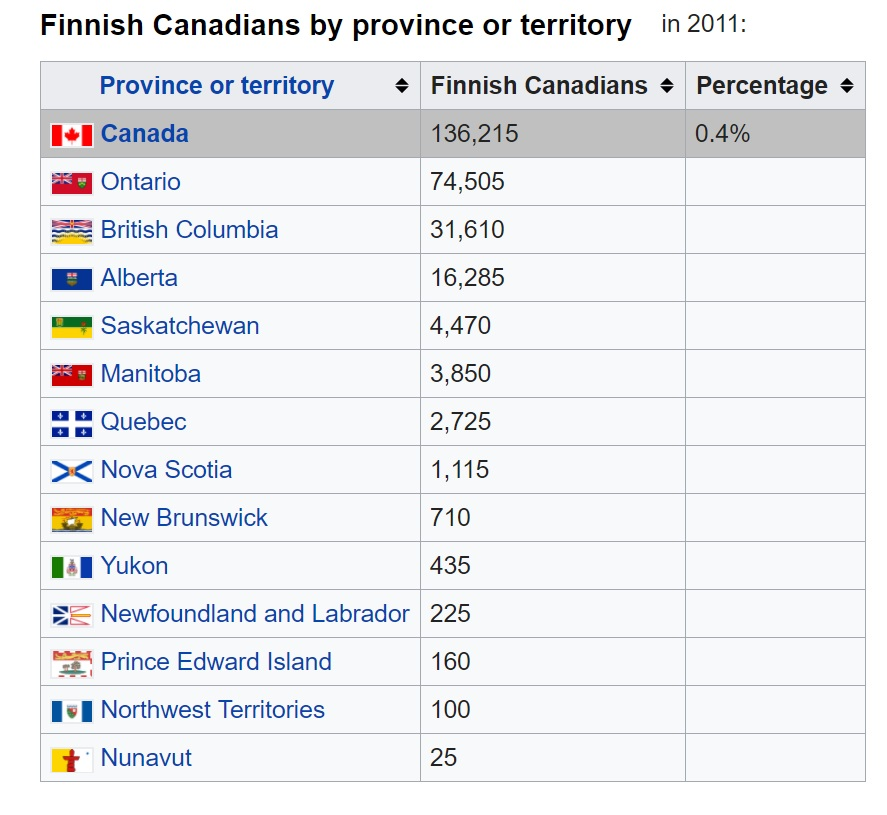 Finnish Canadians by province or territory in 2011:
Province or territory Finnish Canadians Percentage
Canada 136,215 0.4%
Ontario 74,505
British Columbia 31,610
Alberta 16,285
Saskatchewan 4,470
Manitoba 3,850
Quebec 2,725
Nova Scotia 1,115
New Brunswick 710
Yukon 435
Newfoundland and Labrador 225
Prince Edward Island 160
Northwest Territories 100
Nunavut 25